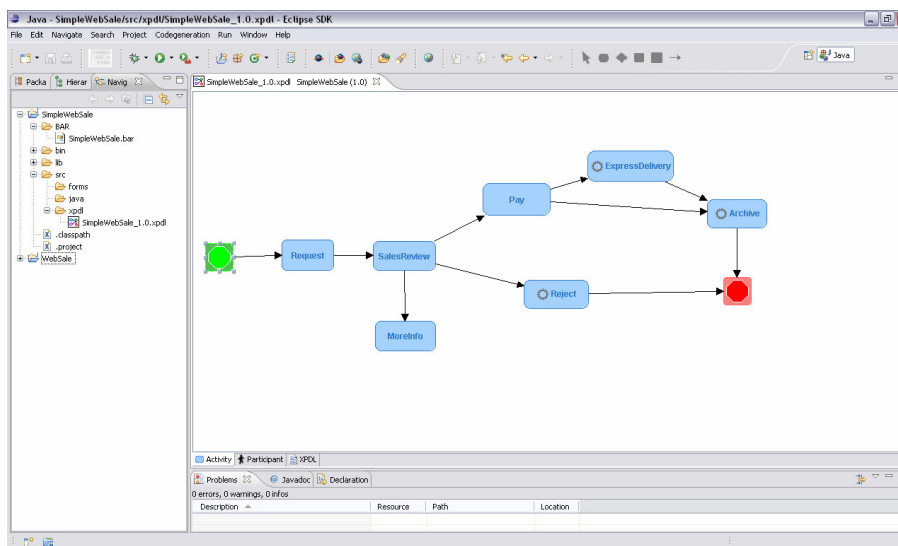 Java - SimpleWebSale/src/xpdl/SimpleWebSale_1.0.xpdl - Eclipse SDK
File Edit Navigate Search Project Codegeneration Run Window Help
Java
Packa Hierar Navig
SimpleWebSale_1.0.xpdl SimpleWebSale (1.0)
SimpleWebSale
BAR
SimpleWebSale.bar
bin
lib
src
forms
java
xpdl
SimpleWebSale_1.0.xpdl
.classpath
.project
WebSale
ExpressDelivery
Pay
Archive
Request
SalesReview
Reject
MoreInfo
Activity Participant XPDL
Problems Javadoc Declaration
0 errors, 0 warnings, 0 infos
Description Resource Path Location